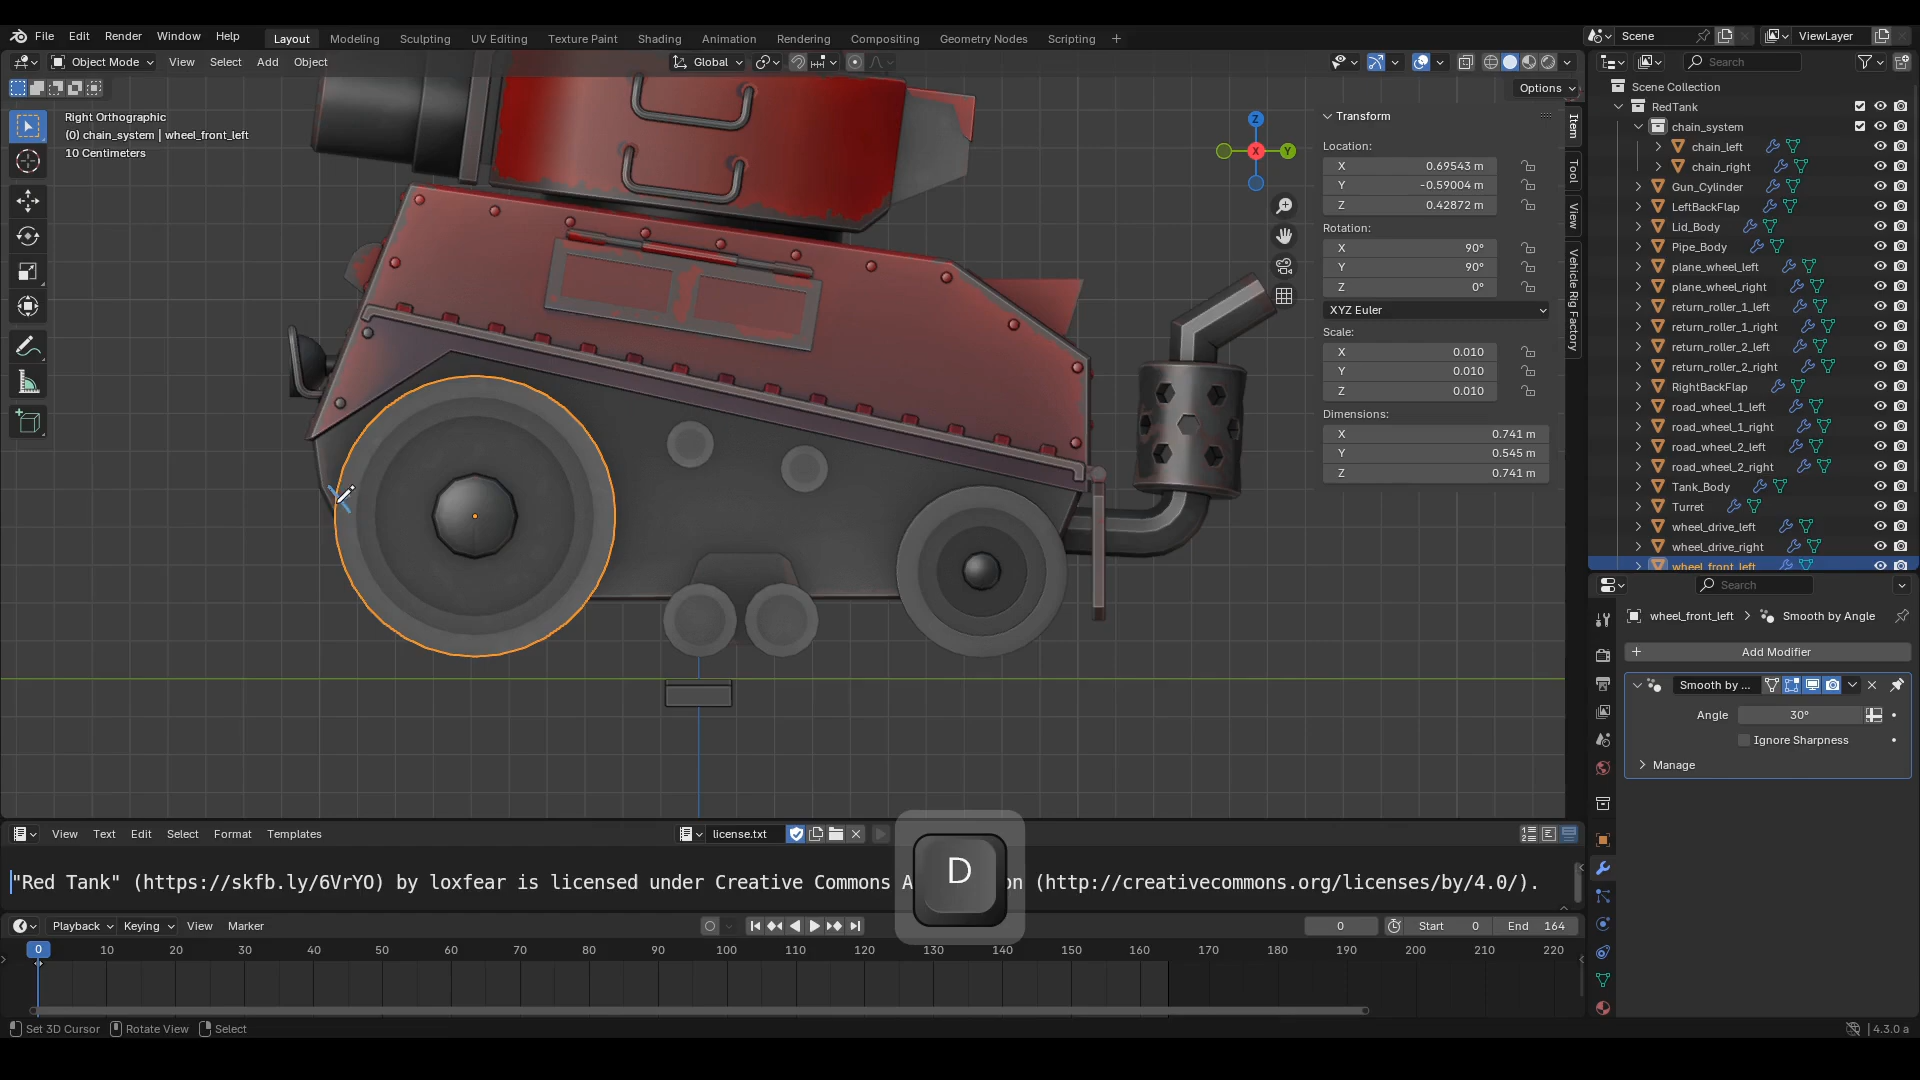 File Edit Render Window Help
Layout Modeling Sculpting UV Editing Texture Paint Shading Animation Rendering Compositing Geometry Nodes Scripting +
Scene
ViewLayer
Object Mode View Select Add Object
Global
Options
Right Orthographic
(0) chain_system | wheel_front_left
10 Centimeters
Z
Y
X
Item
Tool
View
Vehicle Rig Factory
Transform
Location:
X 0.69543 m
Y -0.59004 m
Z 0.42872 m
Rotation:
X 90°
Y 90°
Z 0°
XYZ Euler
Scale:
X 0.010
Y 0.010
Z 0.010
Dimensions:
X 0.741 m
Y 0.545 m
Z 0.741 m
Search
Scene Collection
RedTank
chain_system
chain_left
chain_right
Gun_Cylinder
LeftBackFlap
Lid_Body
Pipe_Body
plane_wheel_left
plane_wheel_right
return_roller_1_left
return_roller_1_right
return_roller_2_left
return_roller_2_right
RightBackFlap
road_wheel_1_left
road_wheel_1_right
road_wheel_2_left
road_wheel_2_right
Tank_Body
Turret
wheel_drive_left
wheel_drive_right
wheel_front_left
Search
wheel_front_left > Smooth by Angle
+ Add Modifier
Smooth by ...
Angle 30°
Ignore Sharpness
Manage
View Text Edit Select Format Templates
license.txt
"Red Tank" (https://skfb.ly/6VrYO) by loxfear is licensed under Creative Commons A on (http://creativecommons.org/licenses/by/4.0/).
D
Playback Keying View Marker
0
Start 0
End 164
0 10 20 30 40 50 60 70 80 90 100 110 120 130 140 150 160 170 180 190 200 210 220
Set 3D Cursor Rotate View Select
4.3.0 a